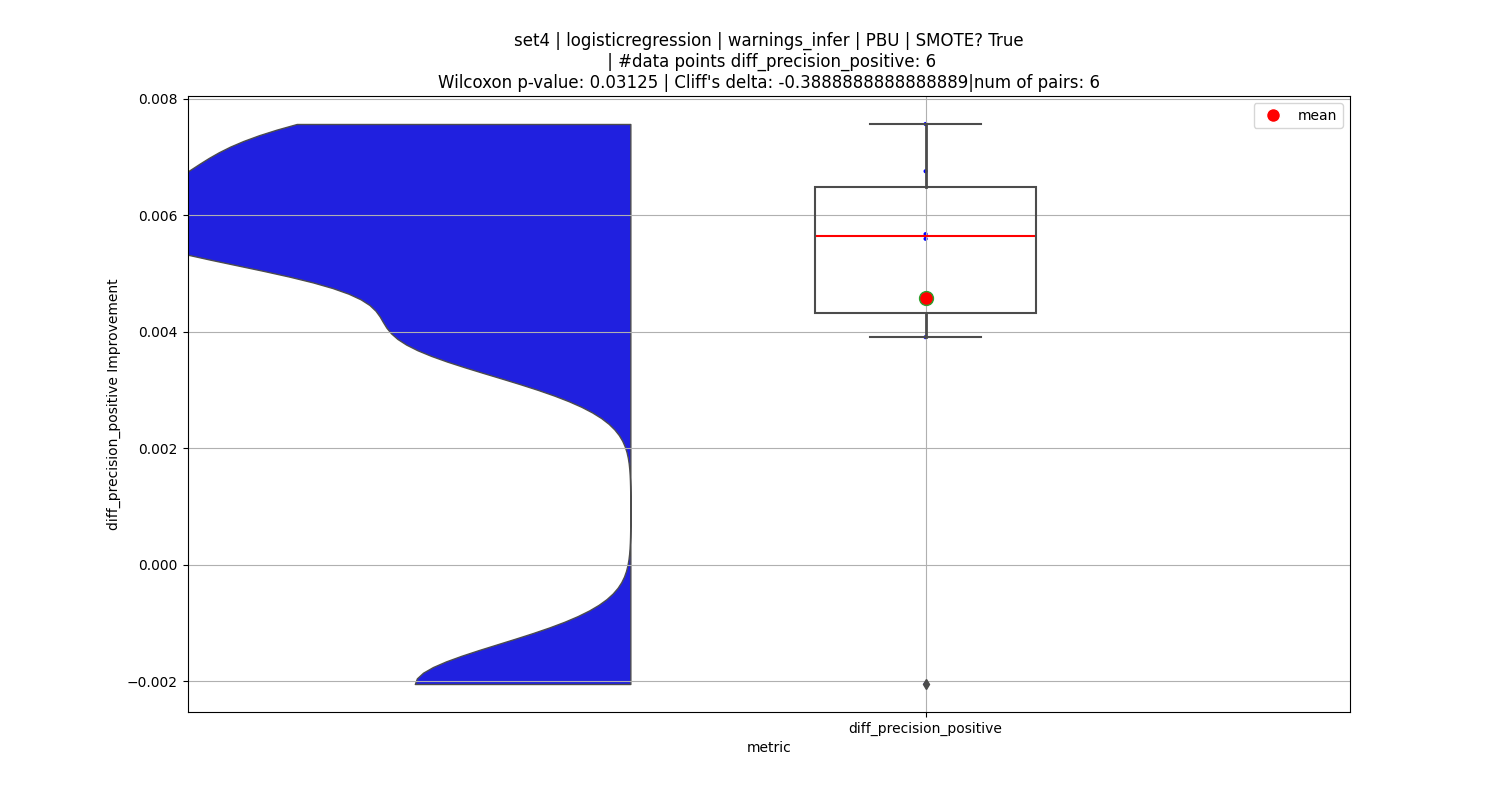 set4 | logisticregression | warnings_infer | PBU | SMOTE? True
| #data points diff_precision_positive: 6
Wilcoxon p-value: 0.03125 | Cliff's delta: -0.3888888888888889|num of pairs: 6
mean
0.008
0.006
0.004
0.002
0.000
−0.002
diff_precision_positive Improvement
diff_precision_positive
metric